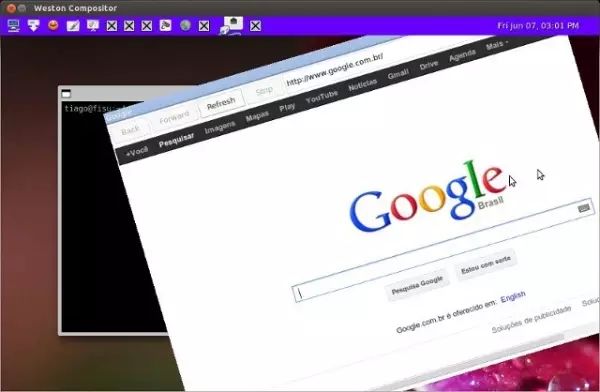 Weston Compositor
Fri Jun 07, 03:01 PM
tiago@fisu:~
Google
Back Forward Refresh Stop http://www.google.com.br/
+Você Pesquisar Imagens Mapas Play YouTube Notícias Gmail Drive Agenda Mais
Google
Brasil
Pesquisa Google Estou com sorte
Google.com.br é oferecido em: English
Soluções de publicidade Solu